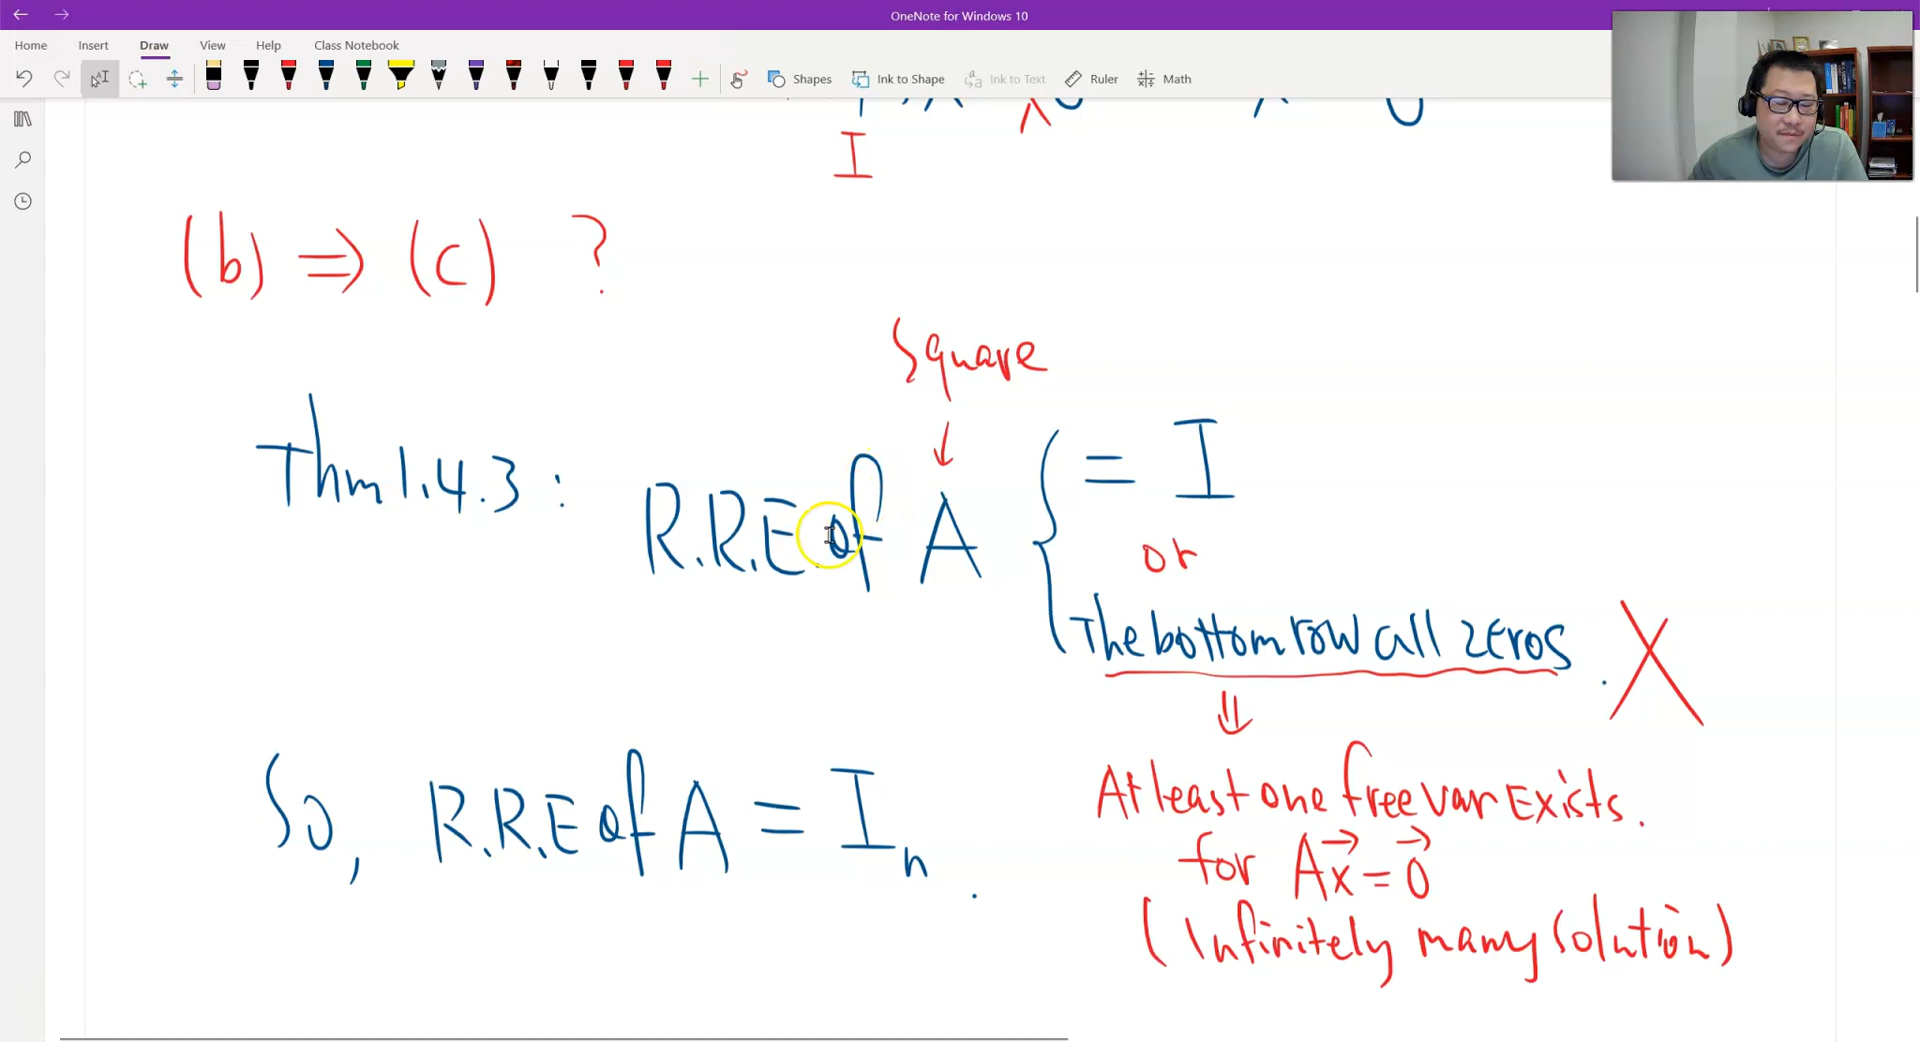 OneNote for Windows 10
Home Insert Draw View Help Class Notebook
Shapes Ink to Shape Ink to Text Ruler Math
I
(b) ⇒ (c) ?
Square
↓
Thm 1.4.3 : R.R.E of A { = I
or
The bottom row all zeros. X
⇓
So, R.R.E of A = Iₙ.
At least one free var Exists.
for Ax⃗ = 0⃗
(Infinitely many solution)